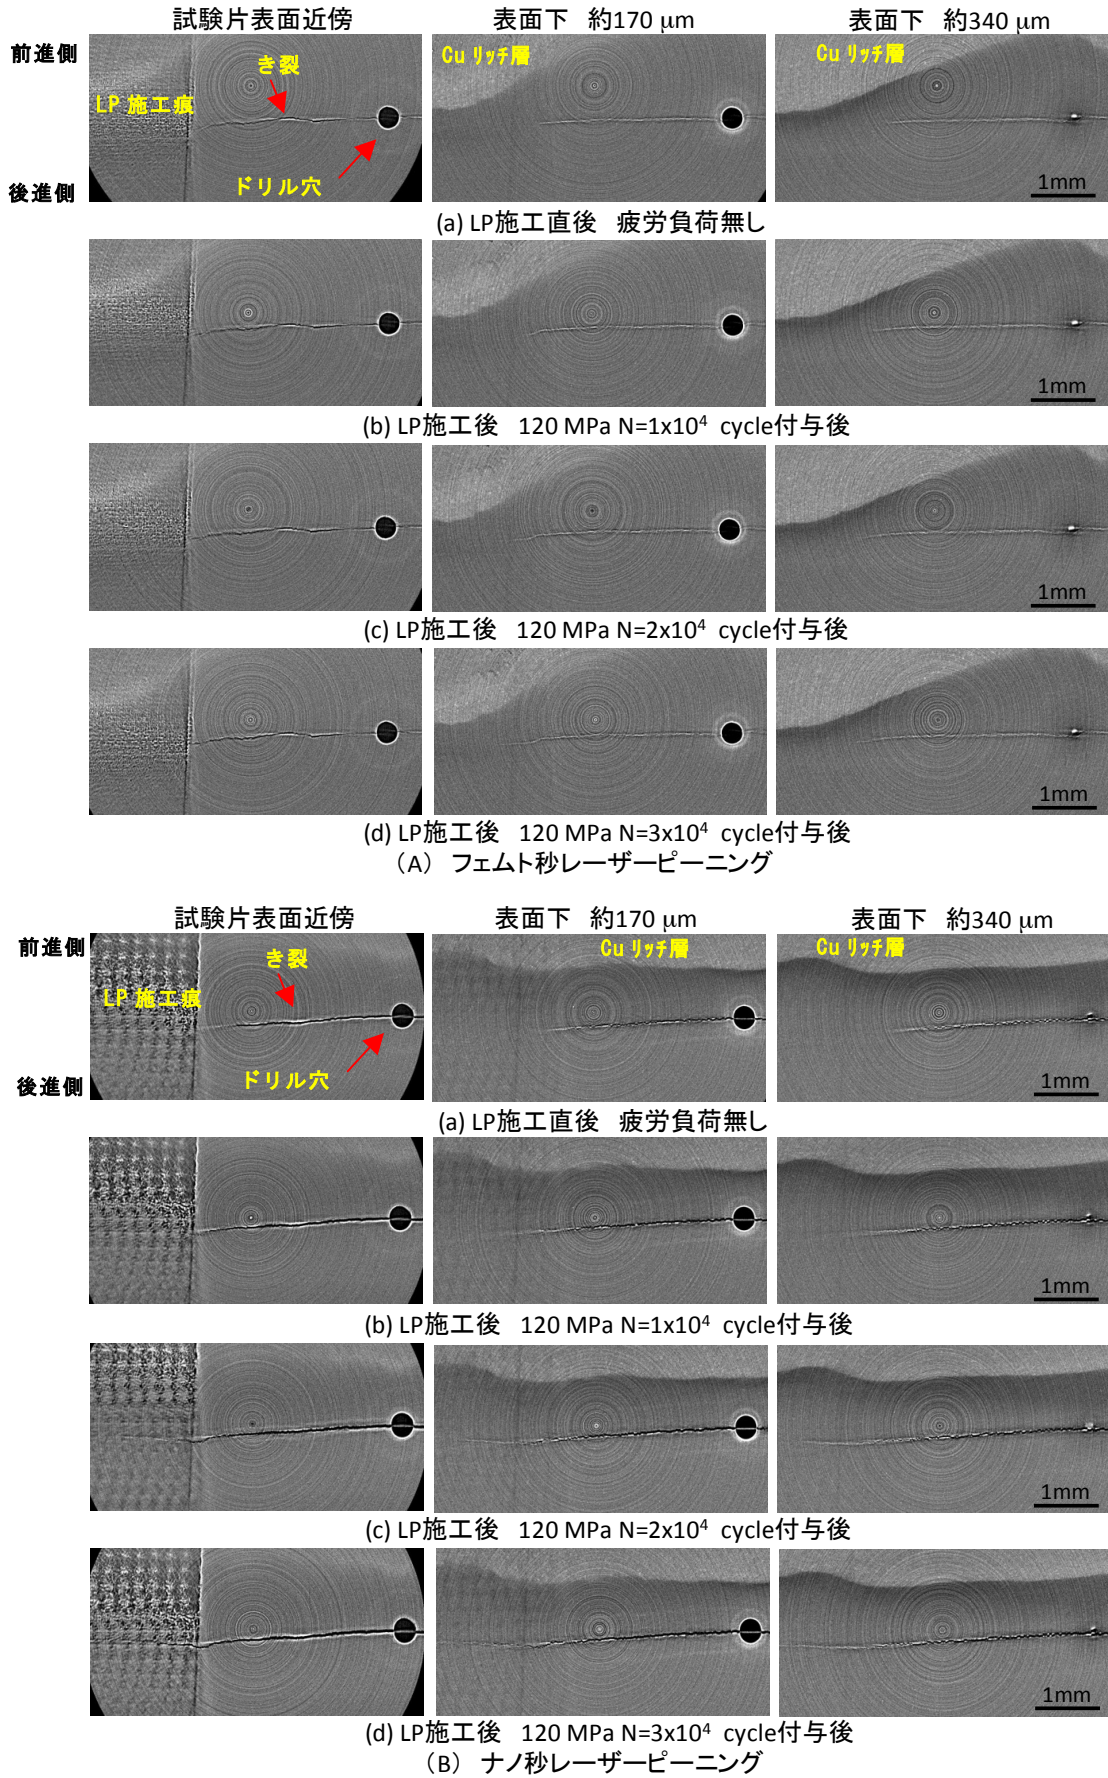 試験片表面近傍 表面下 約170 μm 表面下 約340 μm
前進側
Cu リッチ層 Cu リッチ層
き裂
LP 施工痕
後進側
ドリル穴
1mm
(a) LP施工直後 疲労負荷無し
1mm
(b) LP施工後 120 MPa N=1x10⁴ cycle付与後
1mm
(c) LP施工後 120 MPa N=2x10⁴ cycle付与後
1mm
(d) LP施工後 120 MPa N=3x10⁴ cycle付与後
(A) フェムト秒レーザーピーニング
試験片表面近傍 表面下 約170 μm 表面下 約340 μm
前進側
Cu リッチ層 Cu リッチ層
き裂
LP 施工痕
後進側
ドリル穴
1mm
(a) LP施工直後 疲労負荷無し
1mm
(b) LP施工後 120 MPa N=1x10⁴ cycle付与後
1mm
(c) LP施工後 120 MPa N=2x10⁴ cycle付与後
1mm
(d) LP施工後 120 MPa N=3x10⁴ cycle付与後
(B) ナノ秒レーザーピーニング